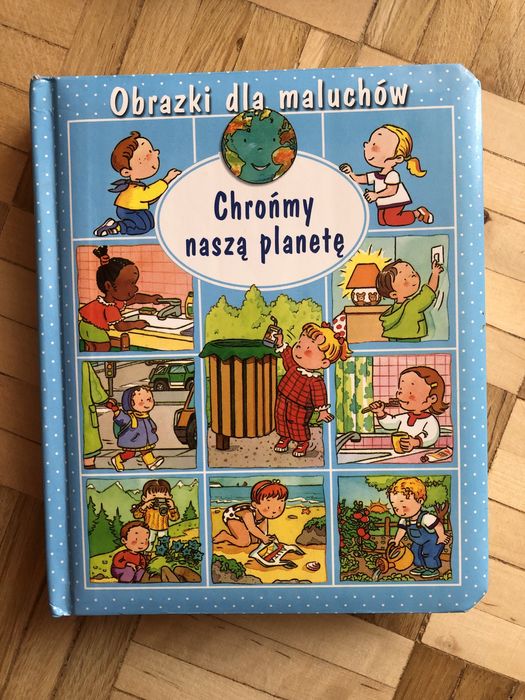 Obrazki dla maluchów
Chrońmy
naszą planetę